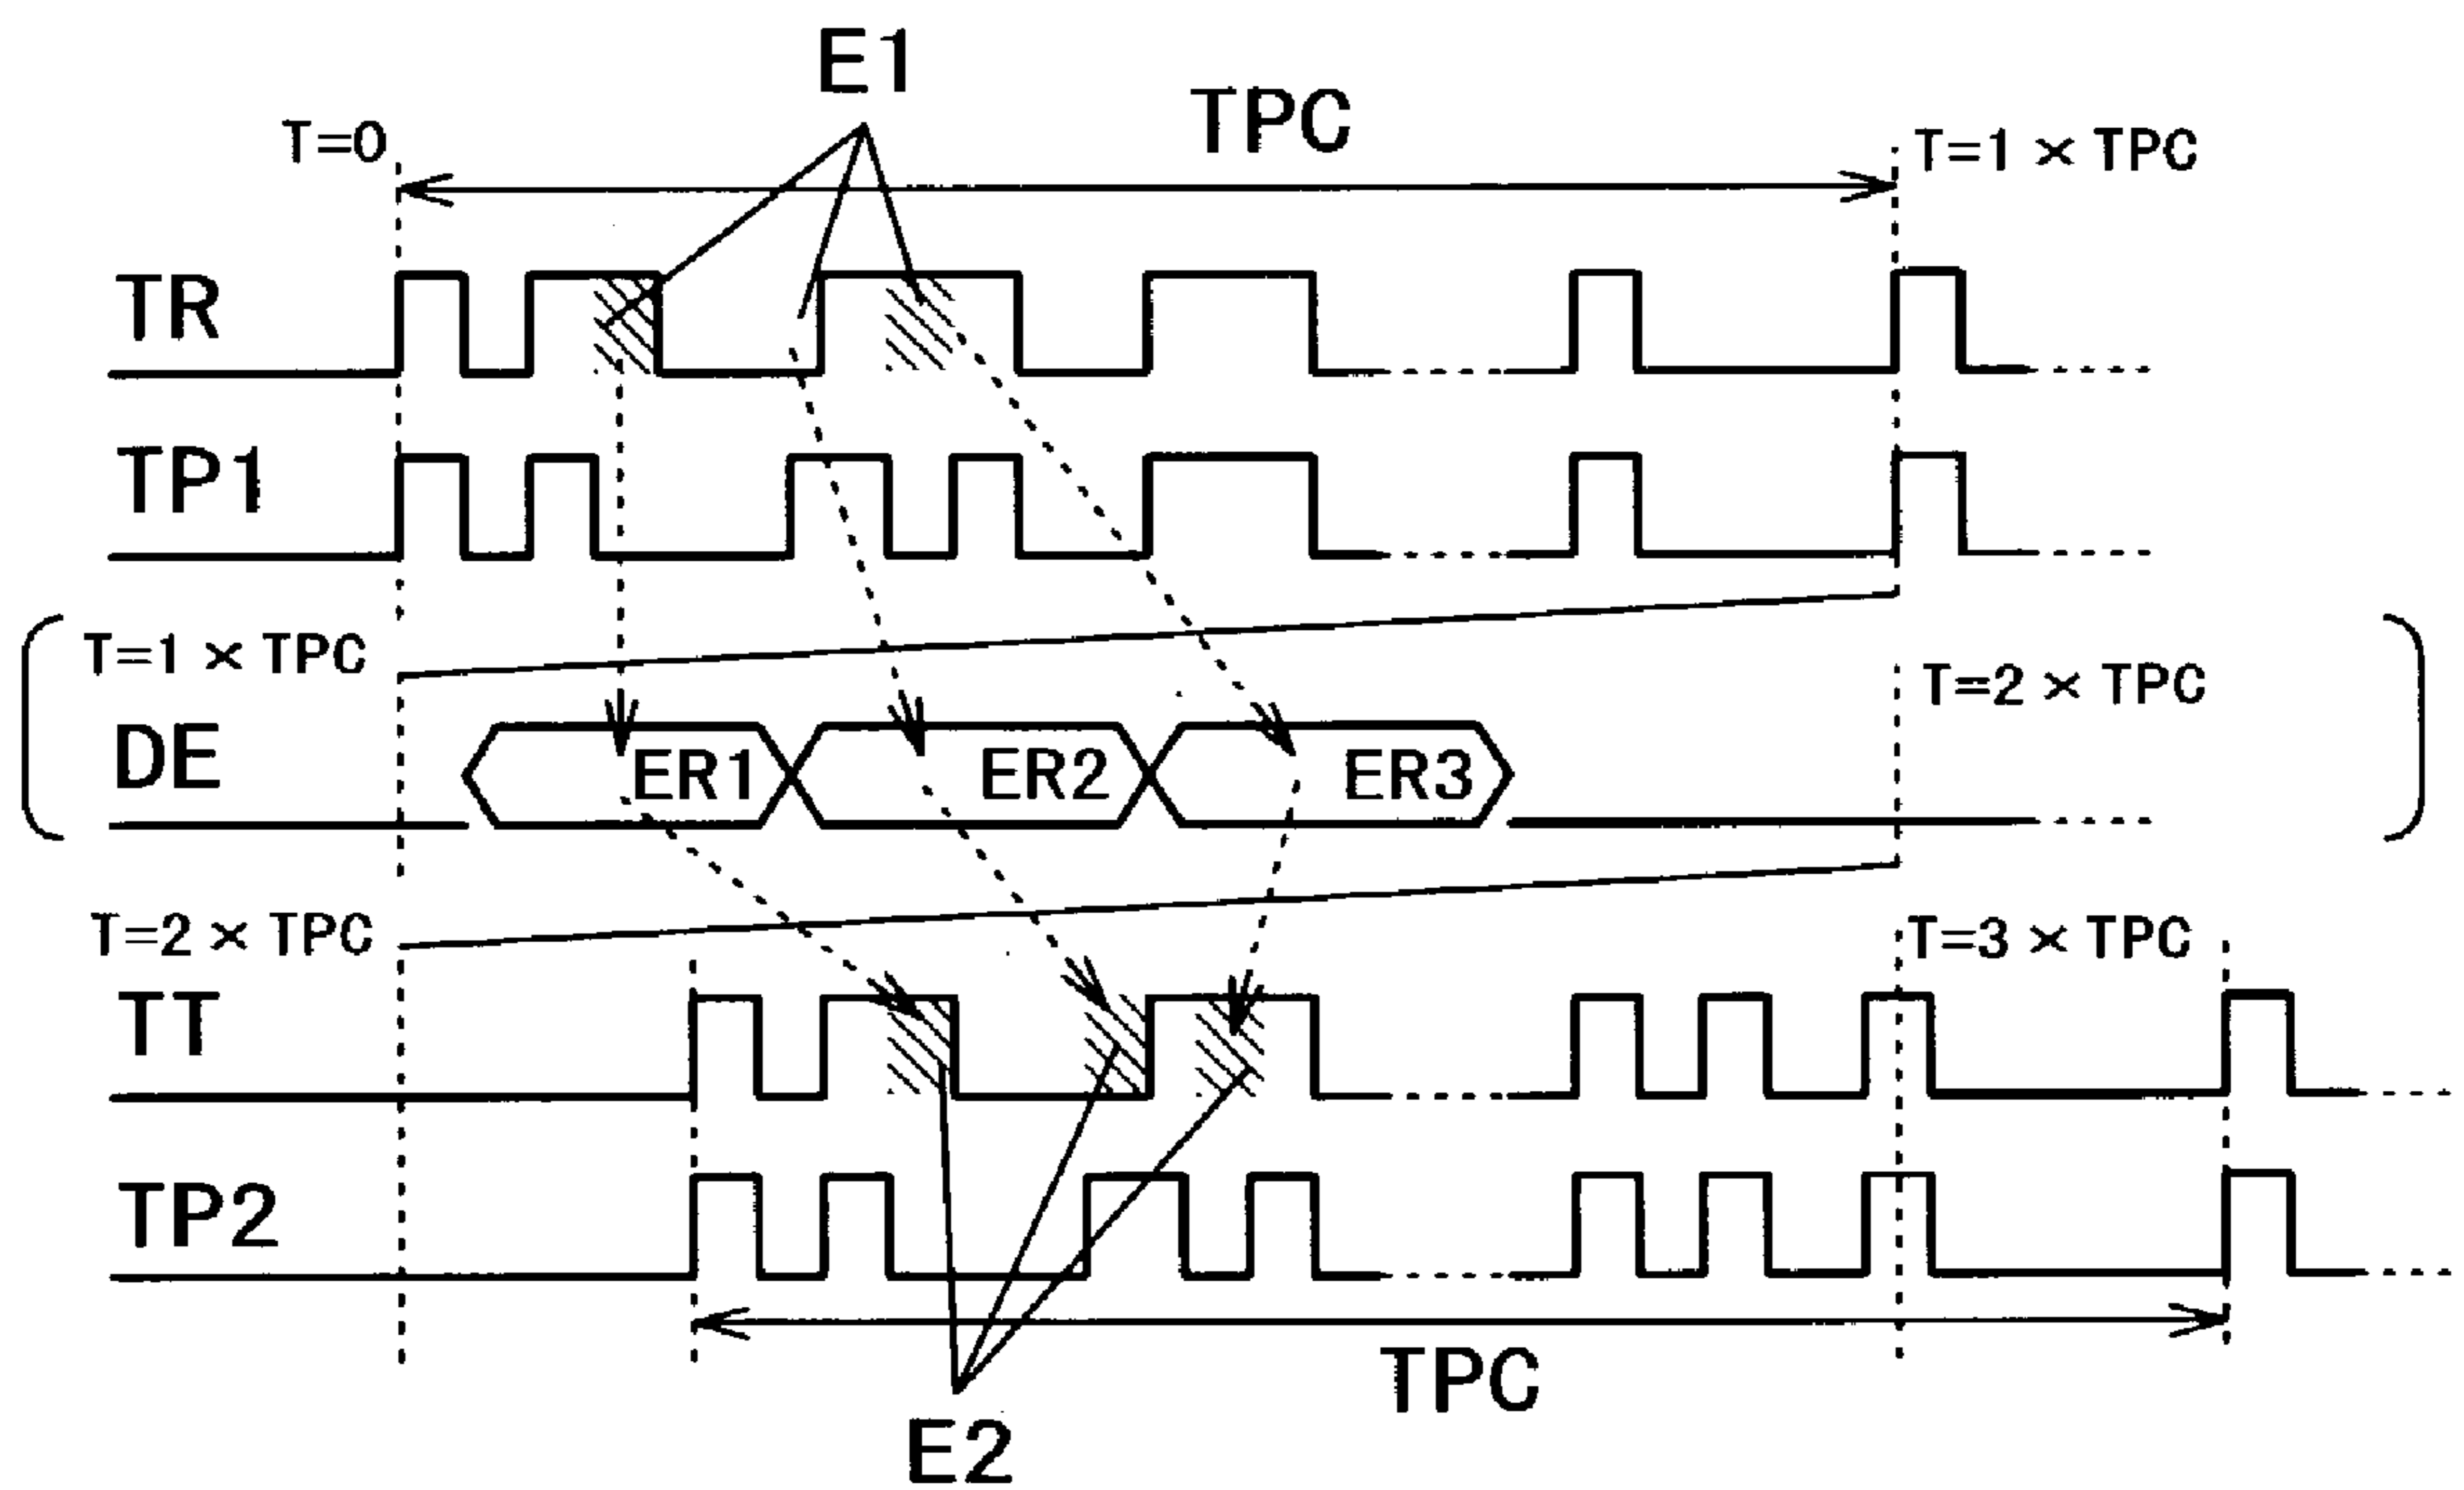 E1
TPC
T=0
T=1 × TPC
TR
TP1
T=1 × TPC
T=2 × TPC
DE
ER1
ER2
ER3
T=2 × TPC
T=3 × TPC
TT
TP2
TPC
E2